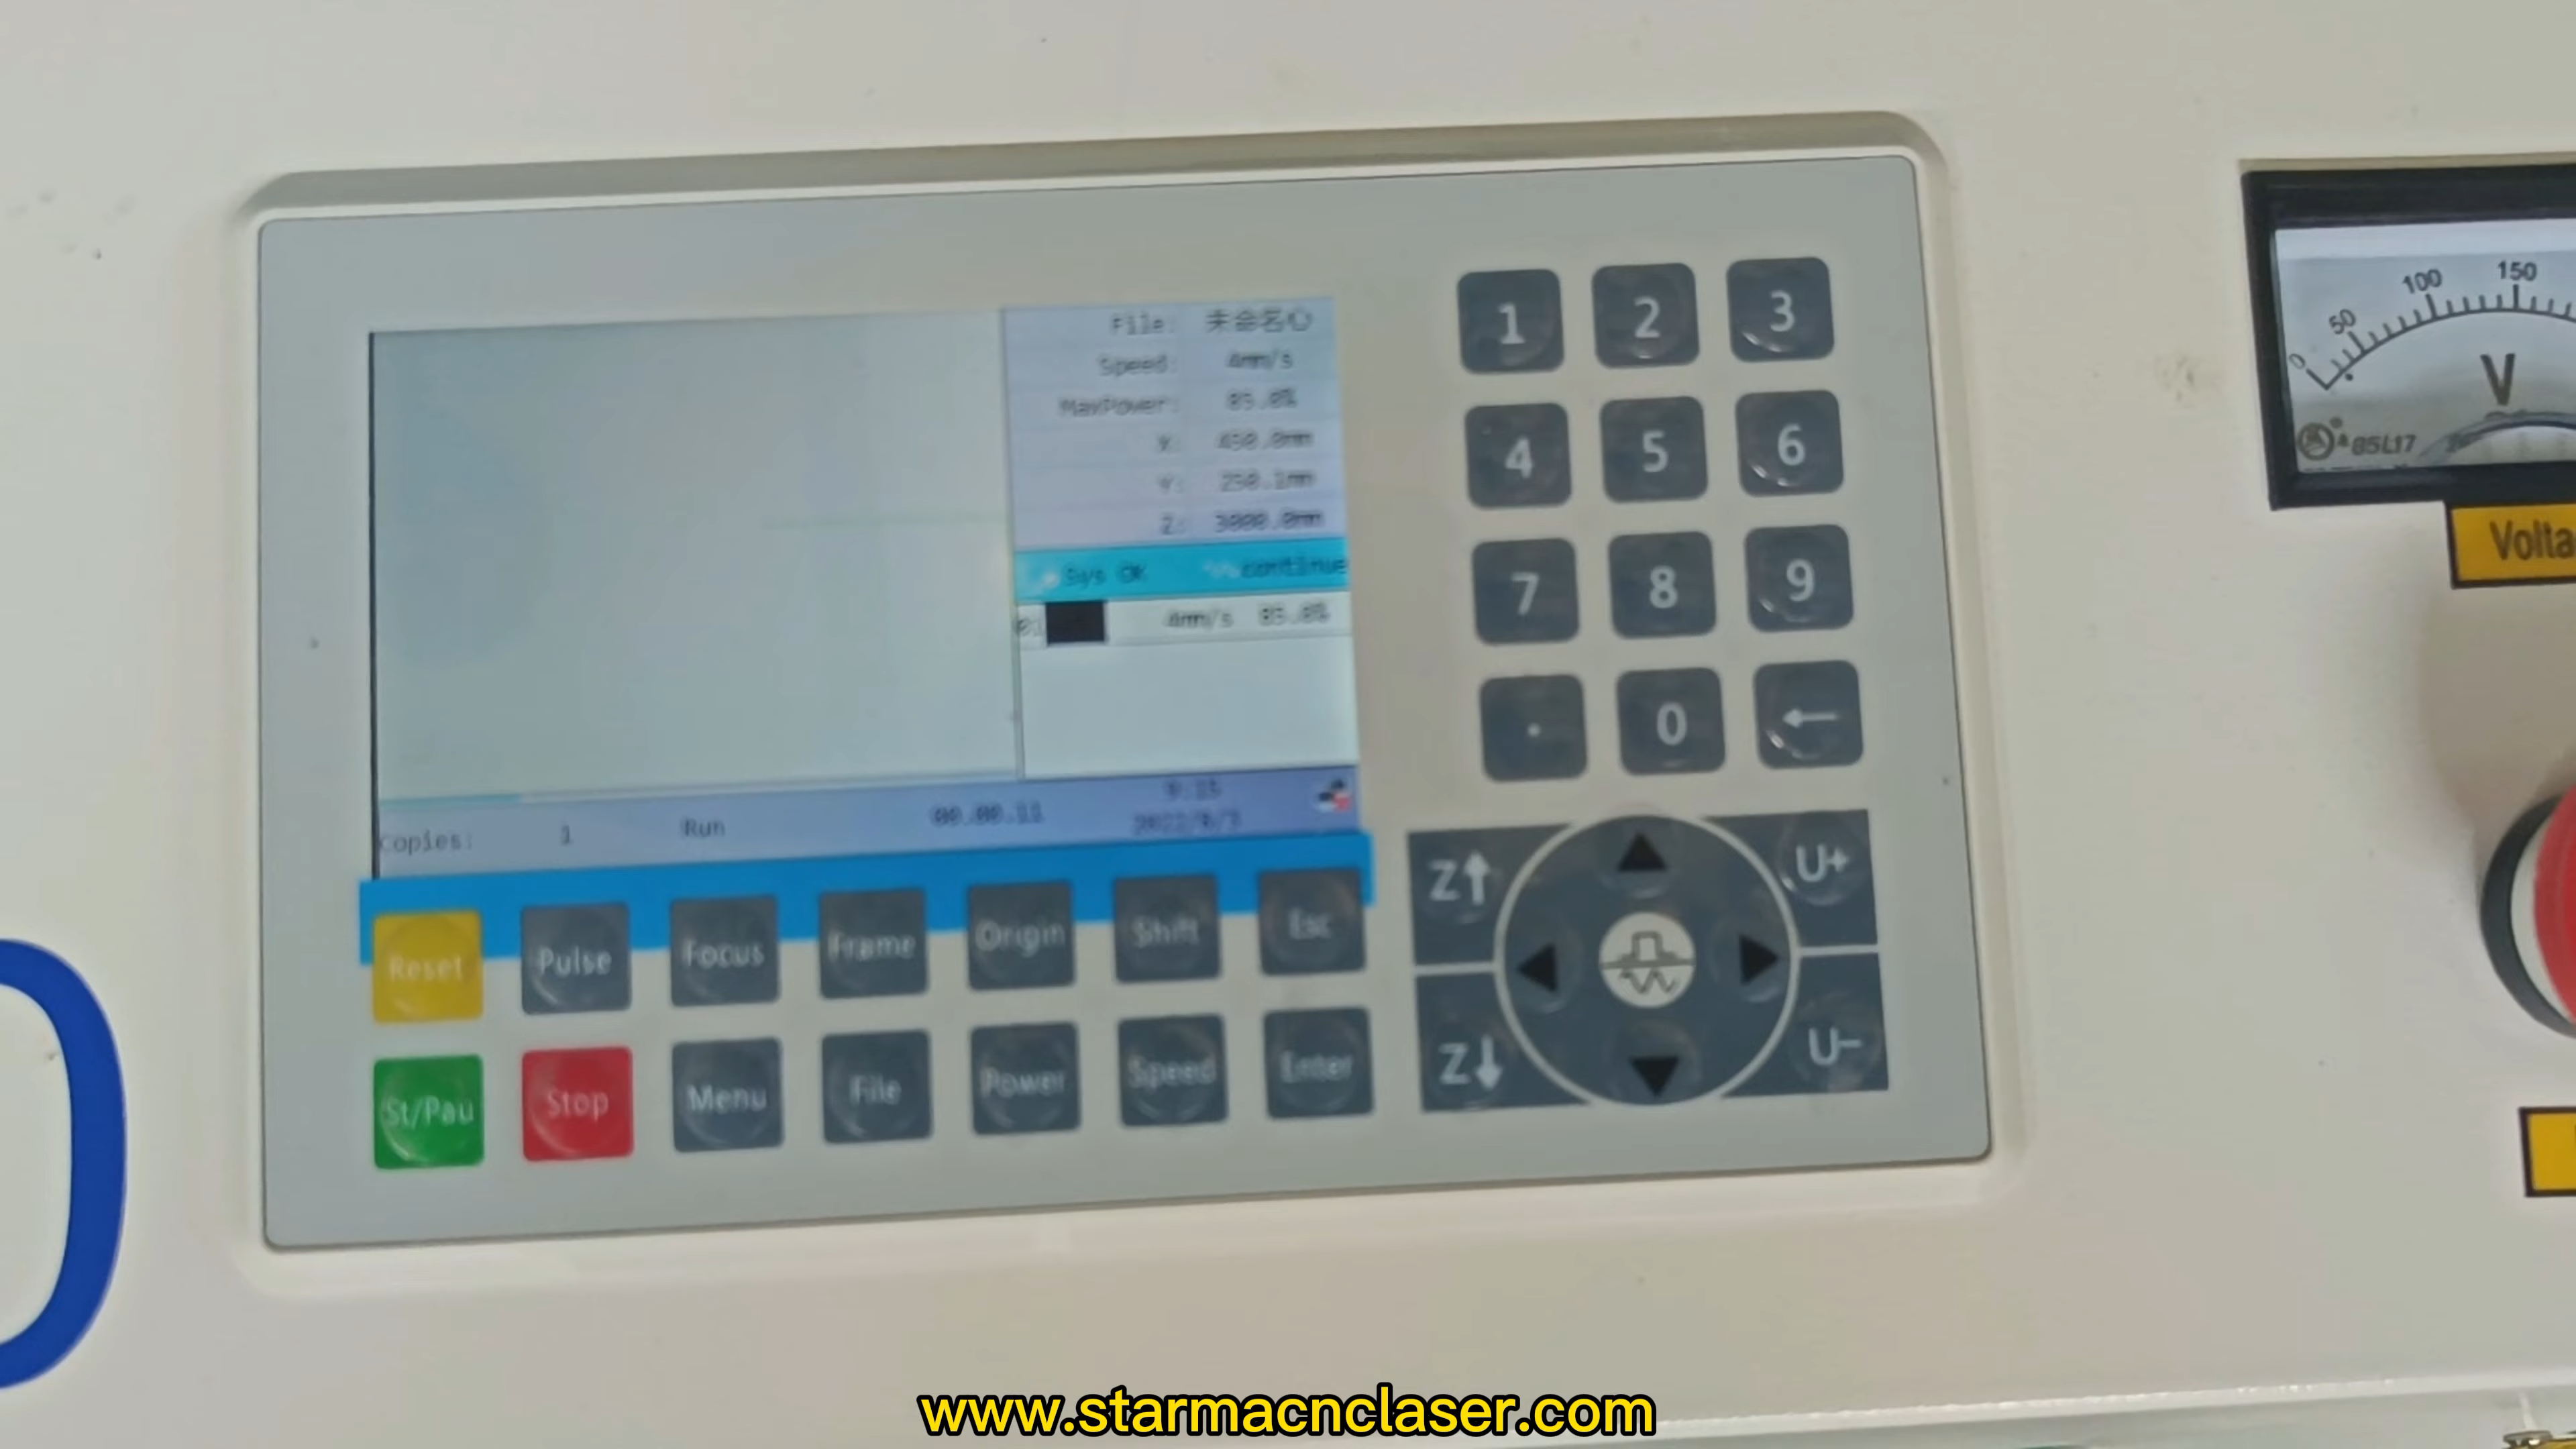 File: 未命名心
Speed: 4mm/s
MaxPower: 85.0%
X: 450.0mm
Y: 250.1mm
Z: 3000.0mm
Sys OK continue
01 4mm/s 85.0%
Copies: 1 Run 00.00.11
1 2 3
4 5 6
7 8 9
. 0 ←
Reset Pulse Focus Frame Origin Shift Esc
St/Pau Stop Menu File Power Speed Enter
Z↑ U+
Z↓ U-
0 50 100 150
V
85L17
Volta
www.starmacnclaser.com